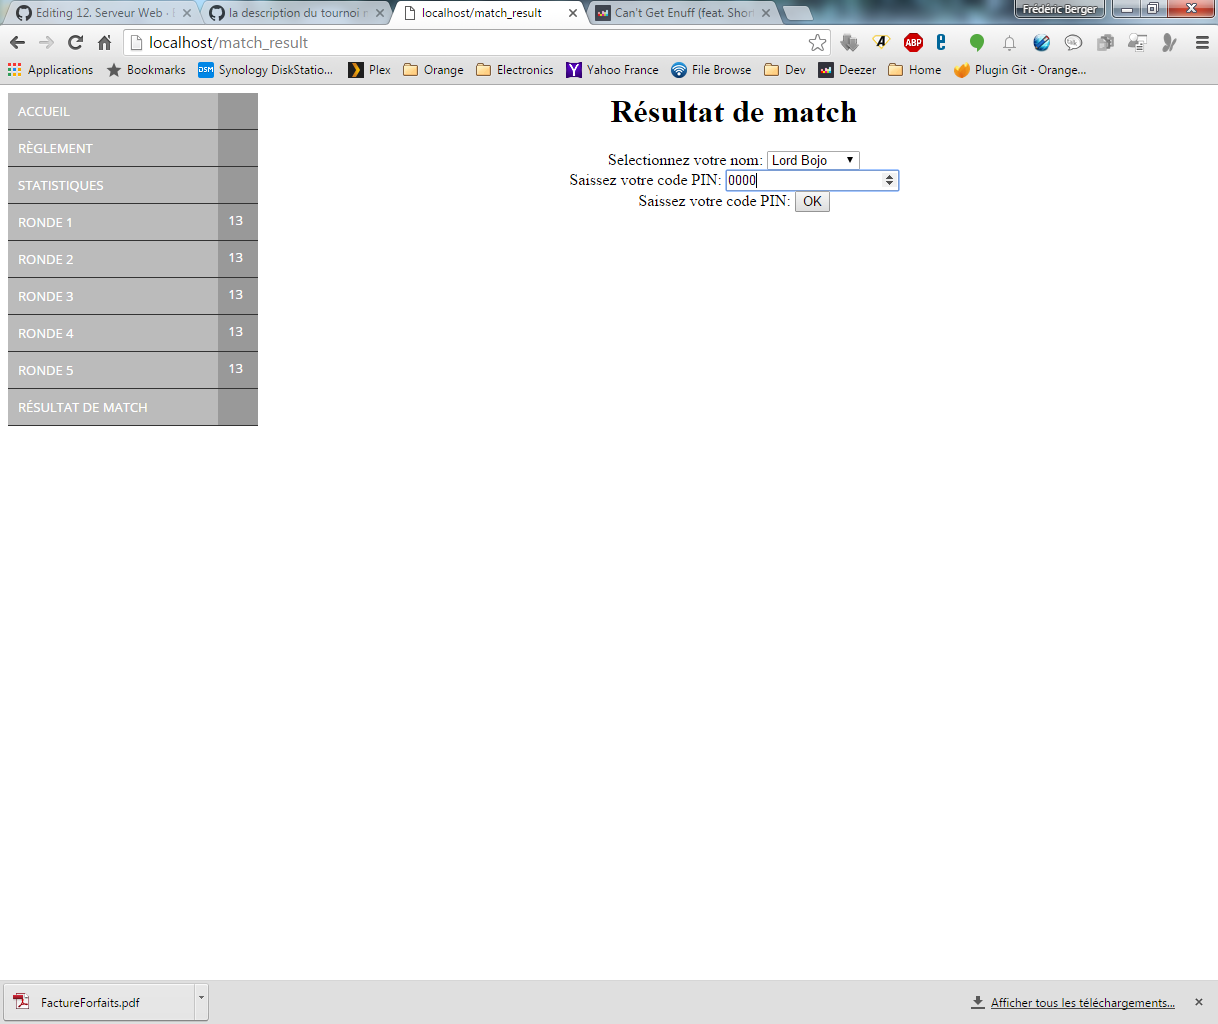 Editing 12. Serveur Web ·
la description du tournoi
localhost/match_result
Can't Get Enuff (feat. Short
Frédéric Berger
localhost/match_result
ABP
Applications
Bookmarks
DSM
Synology DiskStatio...
Plex
Orange
Electronics
Yahoo France
File Browse
Dev
Deezer
Home
Plugin Git - Orange...
ACCUEIL
RÈGLEMENT
STATISTIQUES
RONDE 1 13
RONDE 2 13
RONDE 3 13
RONDE 4 13
RONDE 5 13
RÉSULTAT DE MATCH
Résultat de match
Selectionnez votre nom: Lord Bojo
Saissez votre code PIN: 0000
Saissez votre code PIN: OK
FactureForfaits.pdf
Afficher tous les téléchargements...